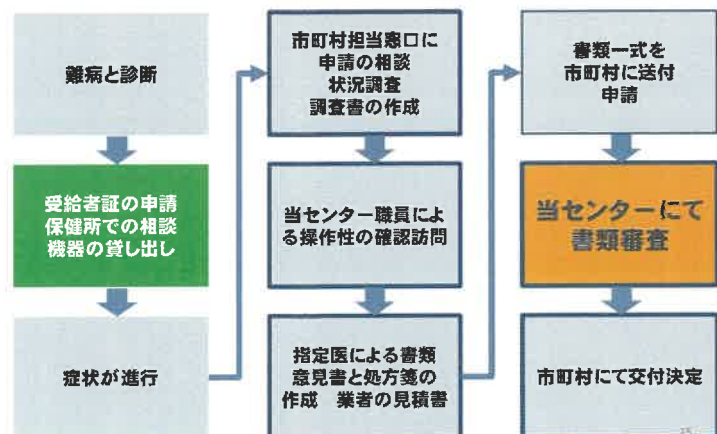 難病と診断
受給者証の申請
保健所での相談
機器の貸し出し
症状が進行
市町村担当窓口に
申請の相談
状況調査
調査書の作成
当センター職員によ
る操作性の確認訪問
指定医による書類
意見書と処方箋の
作成 業者の見積書
書類一式を
市町村に送付
申請
当センターにて
書類審査
市町村にて交付決定